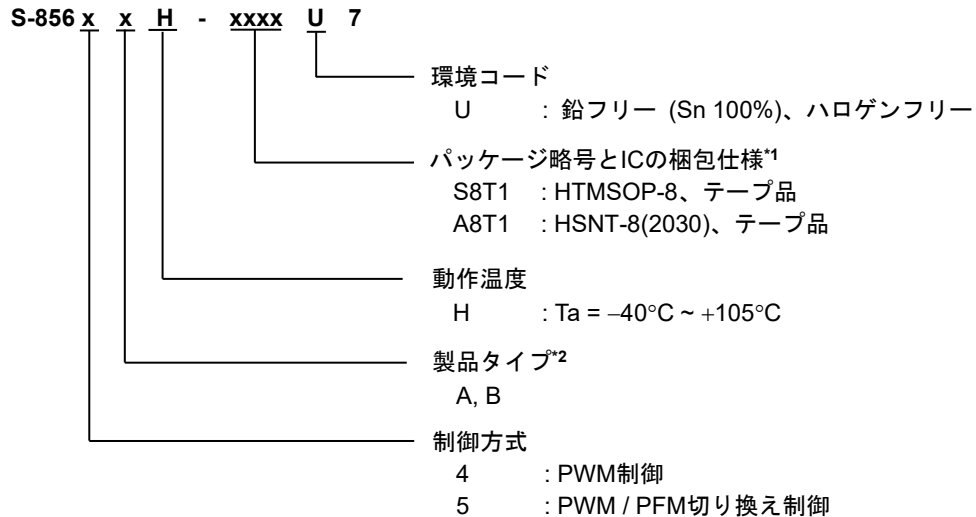 S-856 x x H - xxxx U 7
環境コード
U : 鉛フリー (Sn 100%)、ハロゲンフリー
パッケージ略号とICの梱包仕様*1
S8T1 : HTMSOP-8、テープ品
A8T1 : HSNT-8(2030)、テープ品
動作温度
H : Ta = −40°C ~ +105°C
製品タイプ*2
A, B
制御方式
4 : PWM制御
5 : PWM / PFM切り換え制御